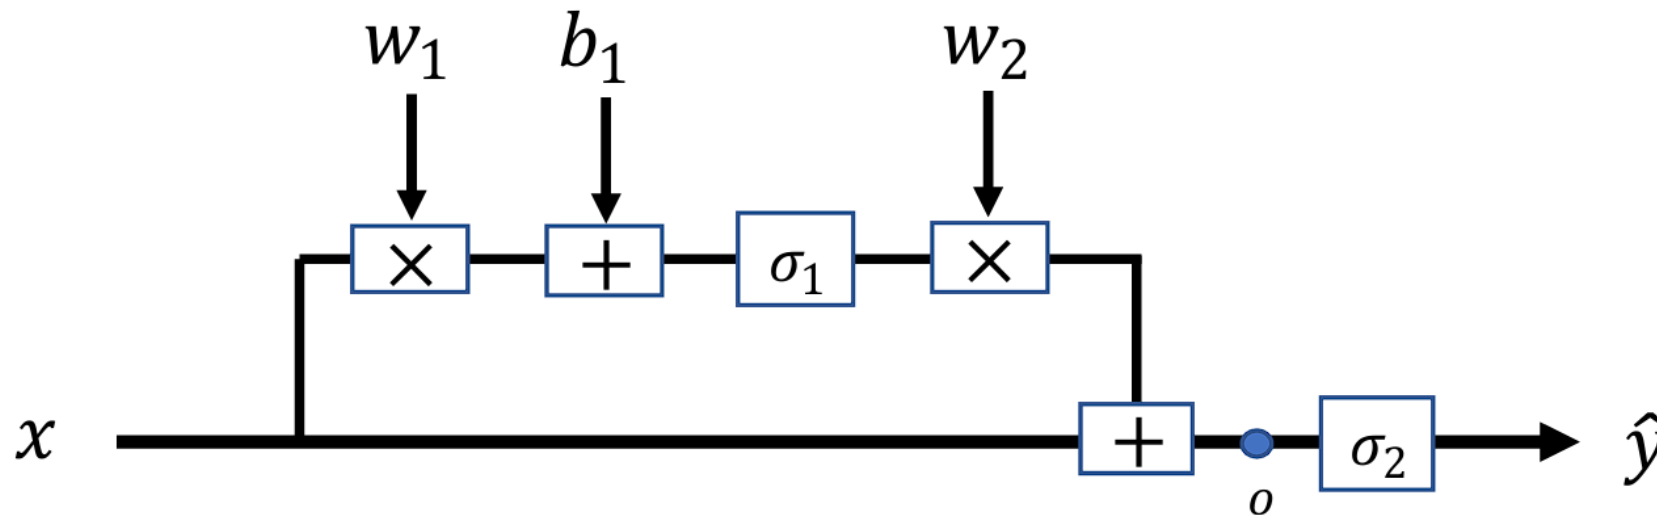 w₁ b₁ w₂
× + σ₁ ×
x + σ₂ ŷ
o